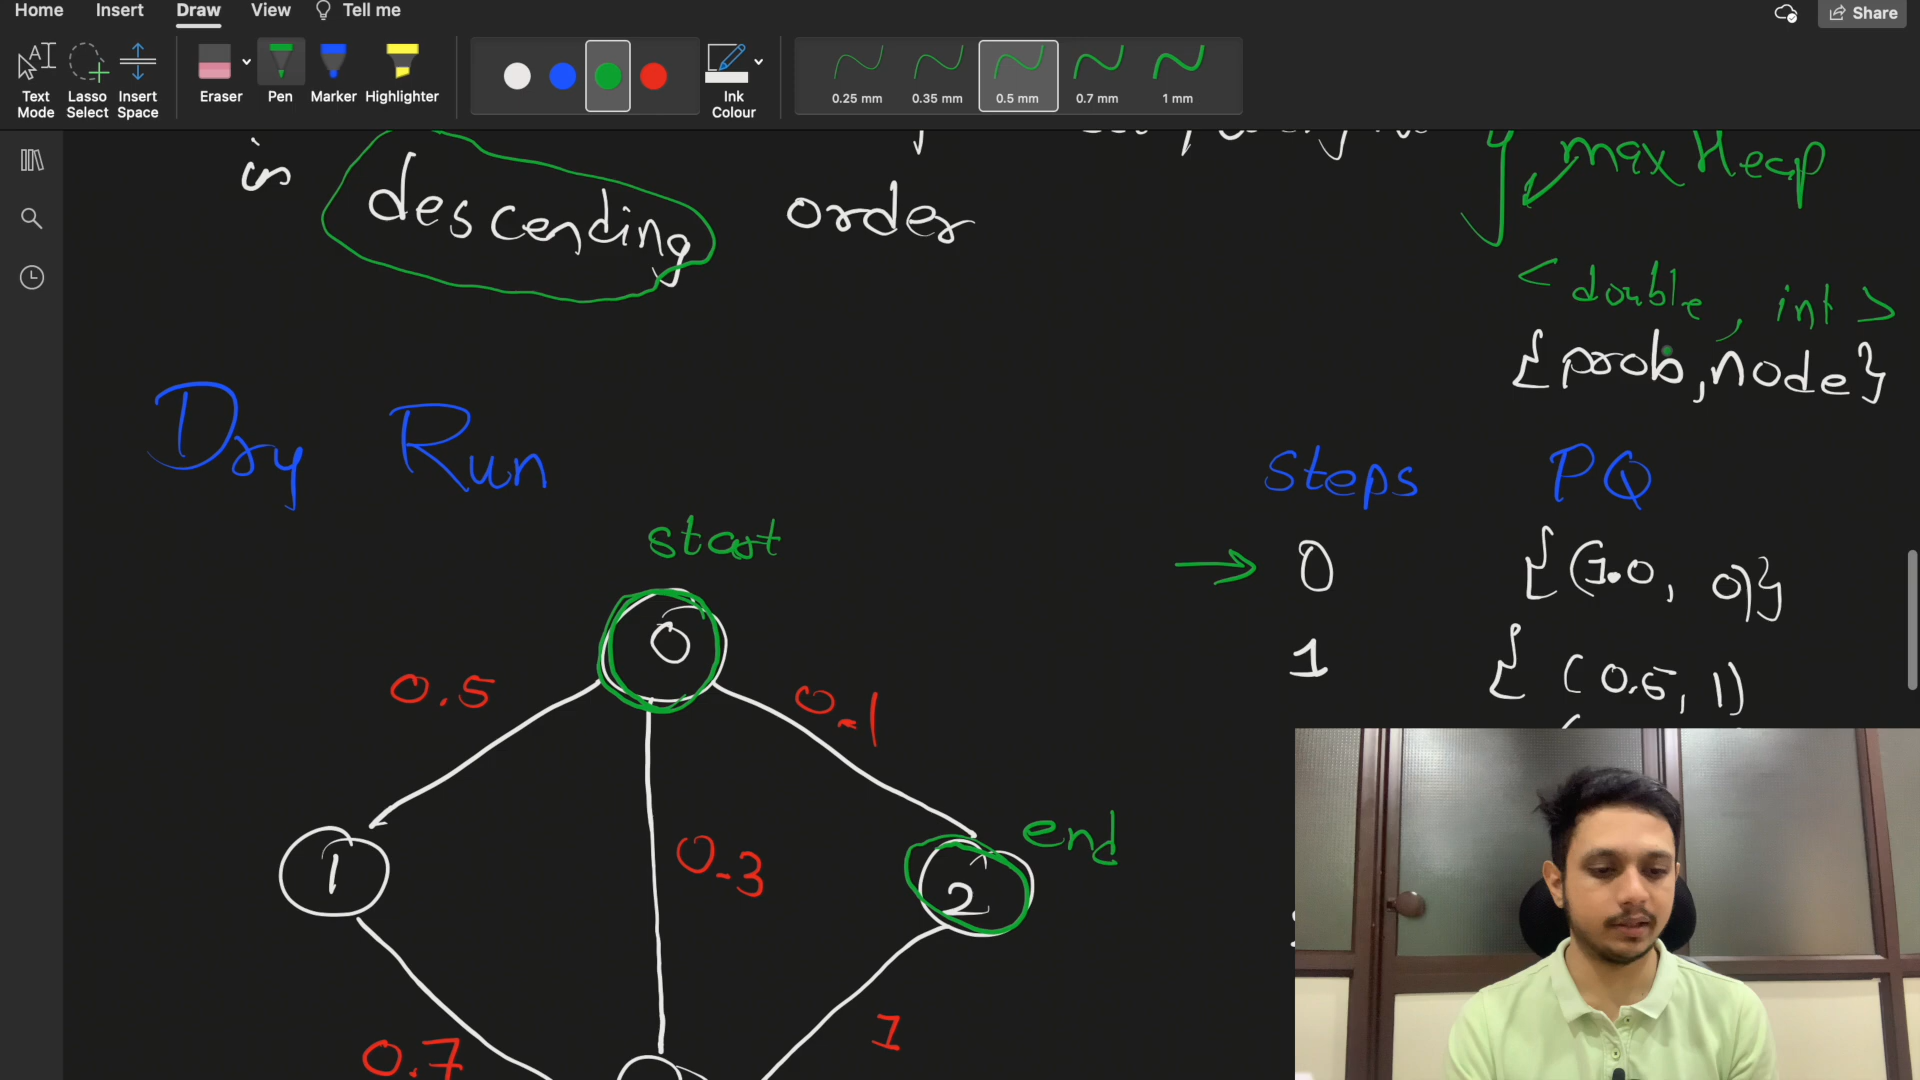 Home Insert Draw View Tell me Share
Text Mode Lasso Select Insert Space Eraser Pen Marker Highlighter Ink Colour 0.25 mm 0.35 mm 0.5 mm 0.7 mm 1 mm
max Heap
in descending order
< double, int >
{prob, node}
Dry Run
steps PQ
start
0 {(1.0, 0)}
0
1 { (0.5, 1)
0.5 0.1
end
1 0.3 2
0.7 1